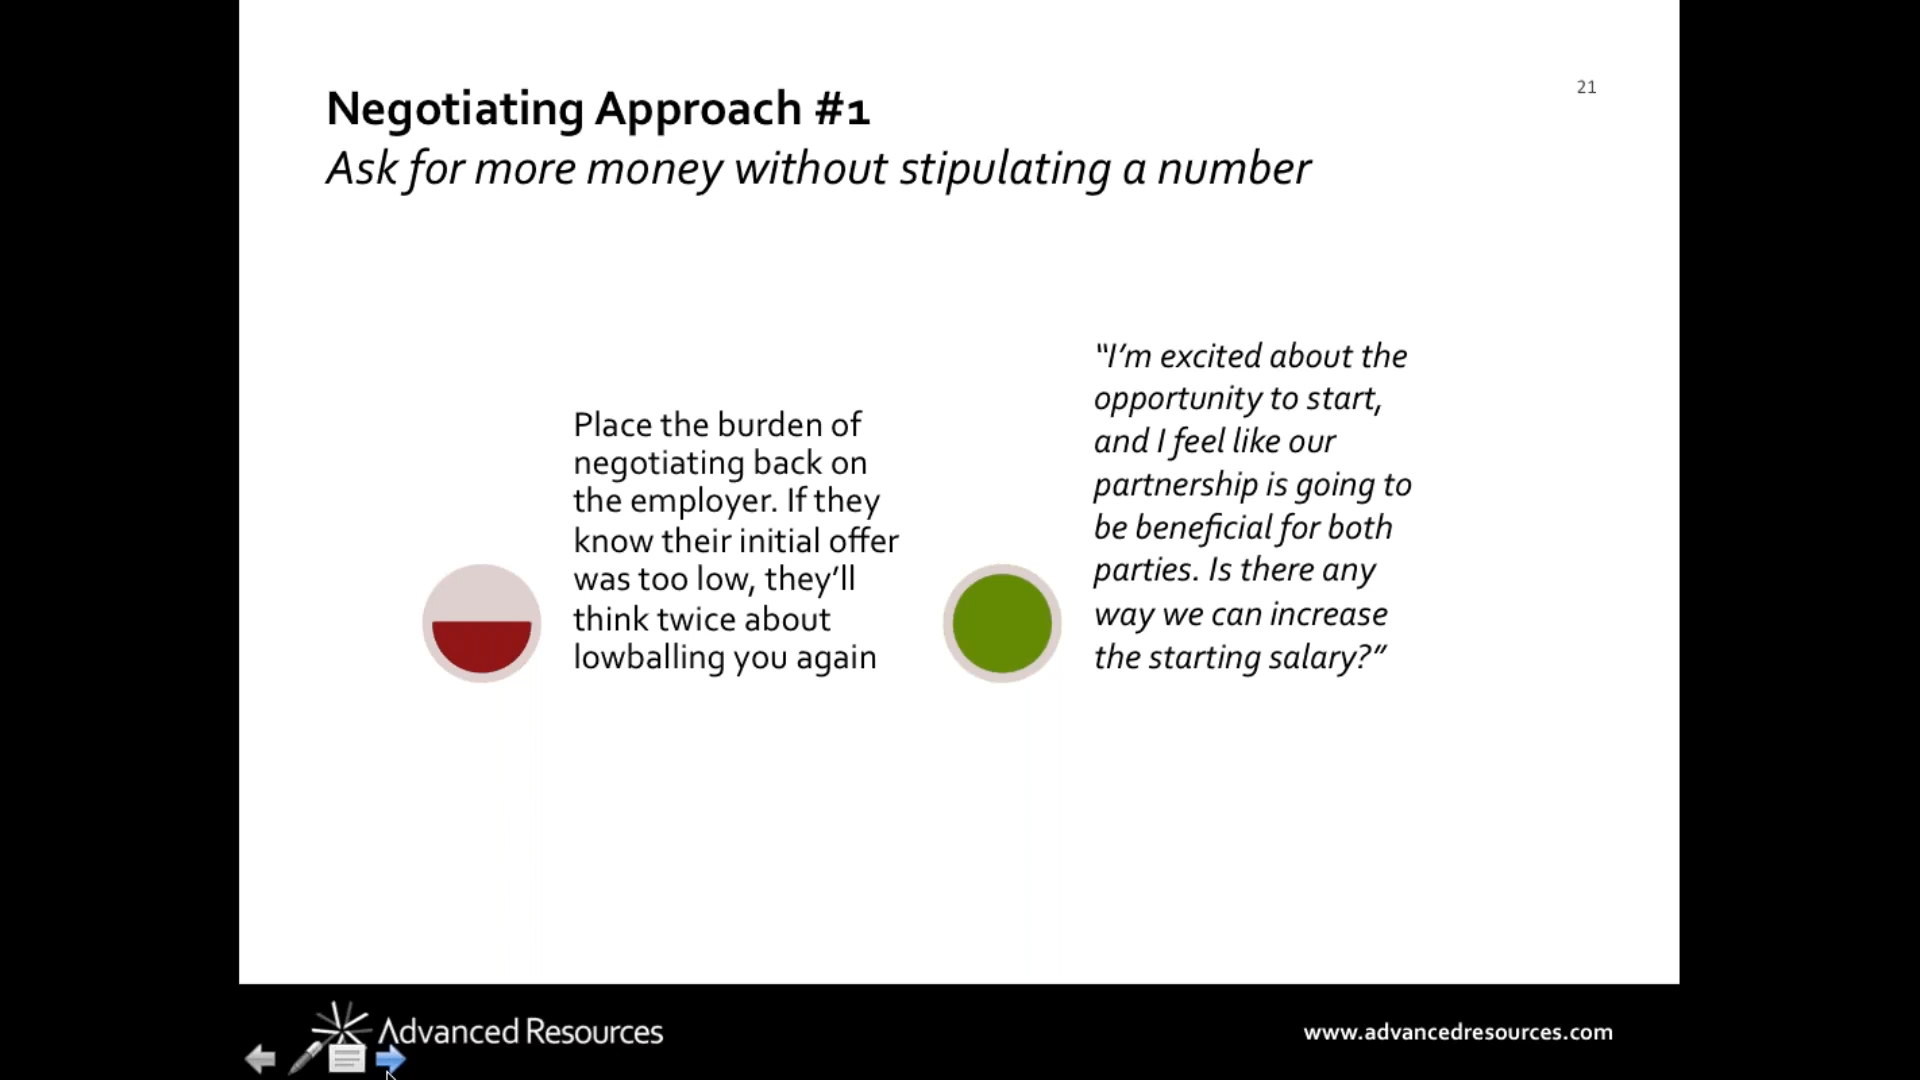 21
Negotiating Approach #1
Ask for more money without stipulating a number
Place the burden of
negotiating back on
the employer. If they
know their initial offer
was too low, they’ll
think twice about
lowballing you again
“I’m excited about the
opportunity to start,
and I feel like our
partnership is going to
be beneficial for both
parties. Is there any
way we can increase
the starting salary?”
Advanced Resources
www.advancedresources.com